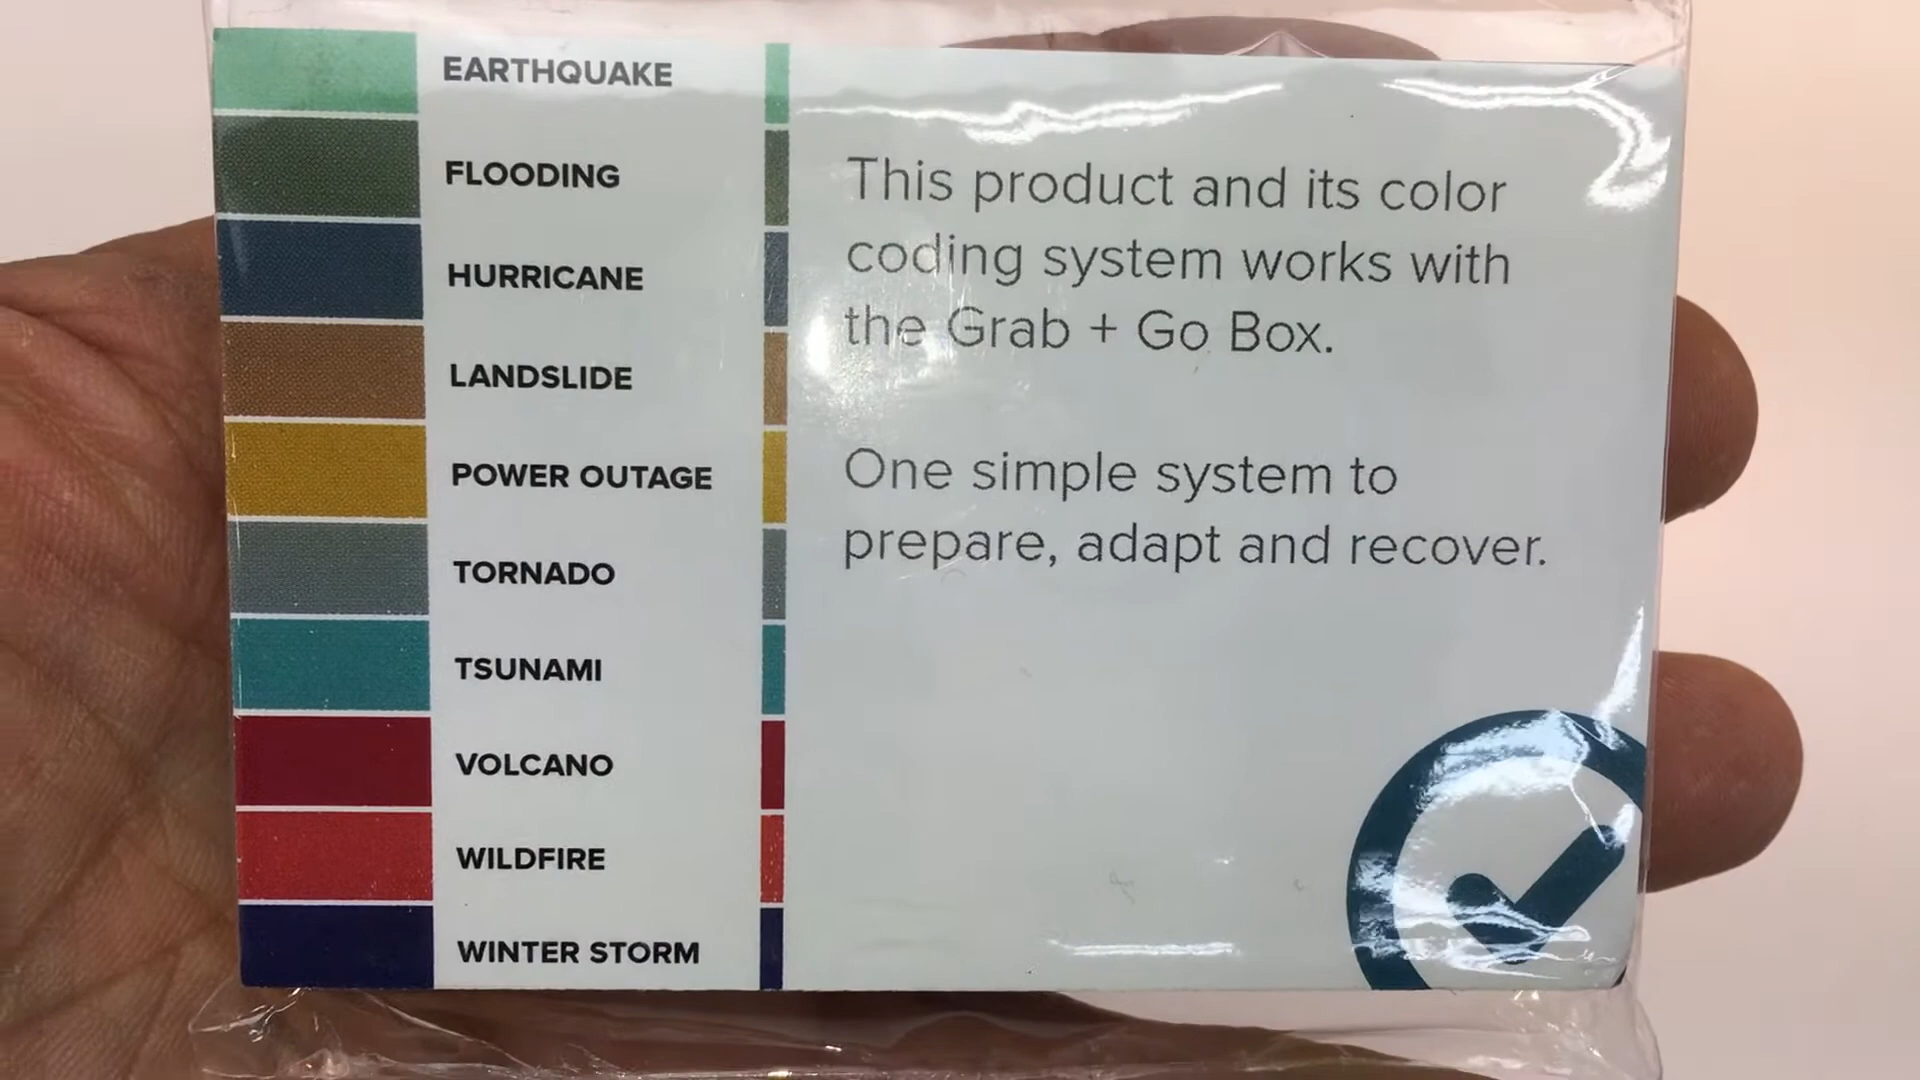 EARTHQUAKE
FLOODING
HURRICANE
LANDSLIDE
POWER OUTAGE
TORNADO
TSUNAMI
VOLCANO
WILDFIRE
WINTER STORM
This product and its color
coding system works with
the Grab + Go Box.
One simple system to
prepare, adapt and recover.